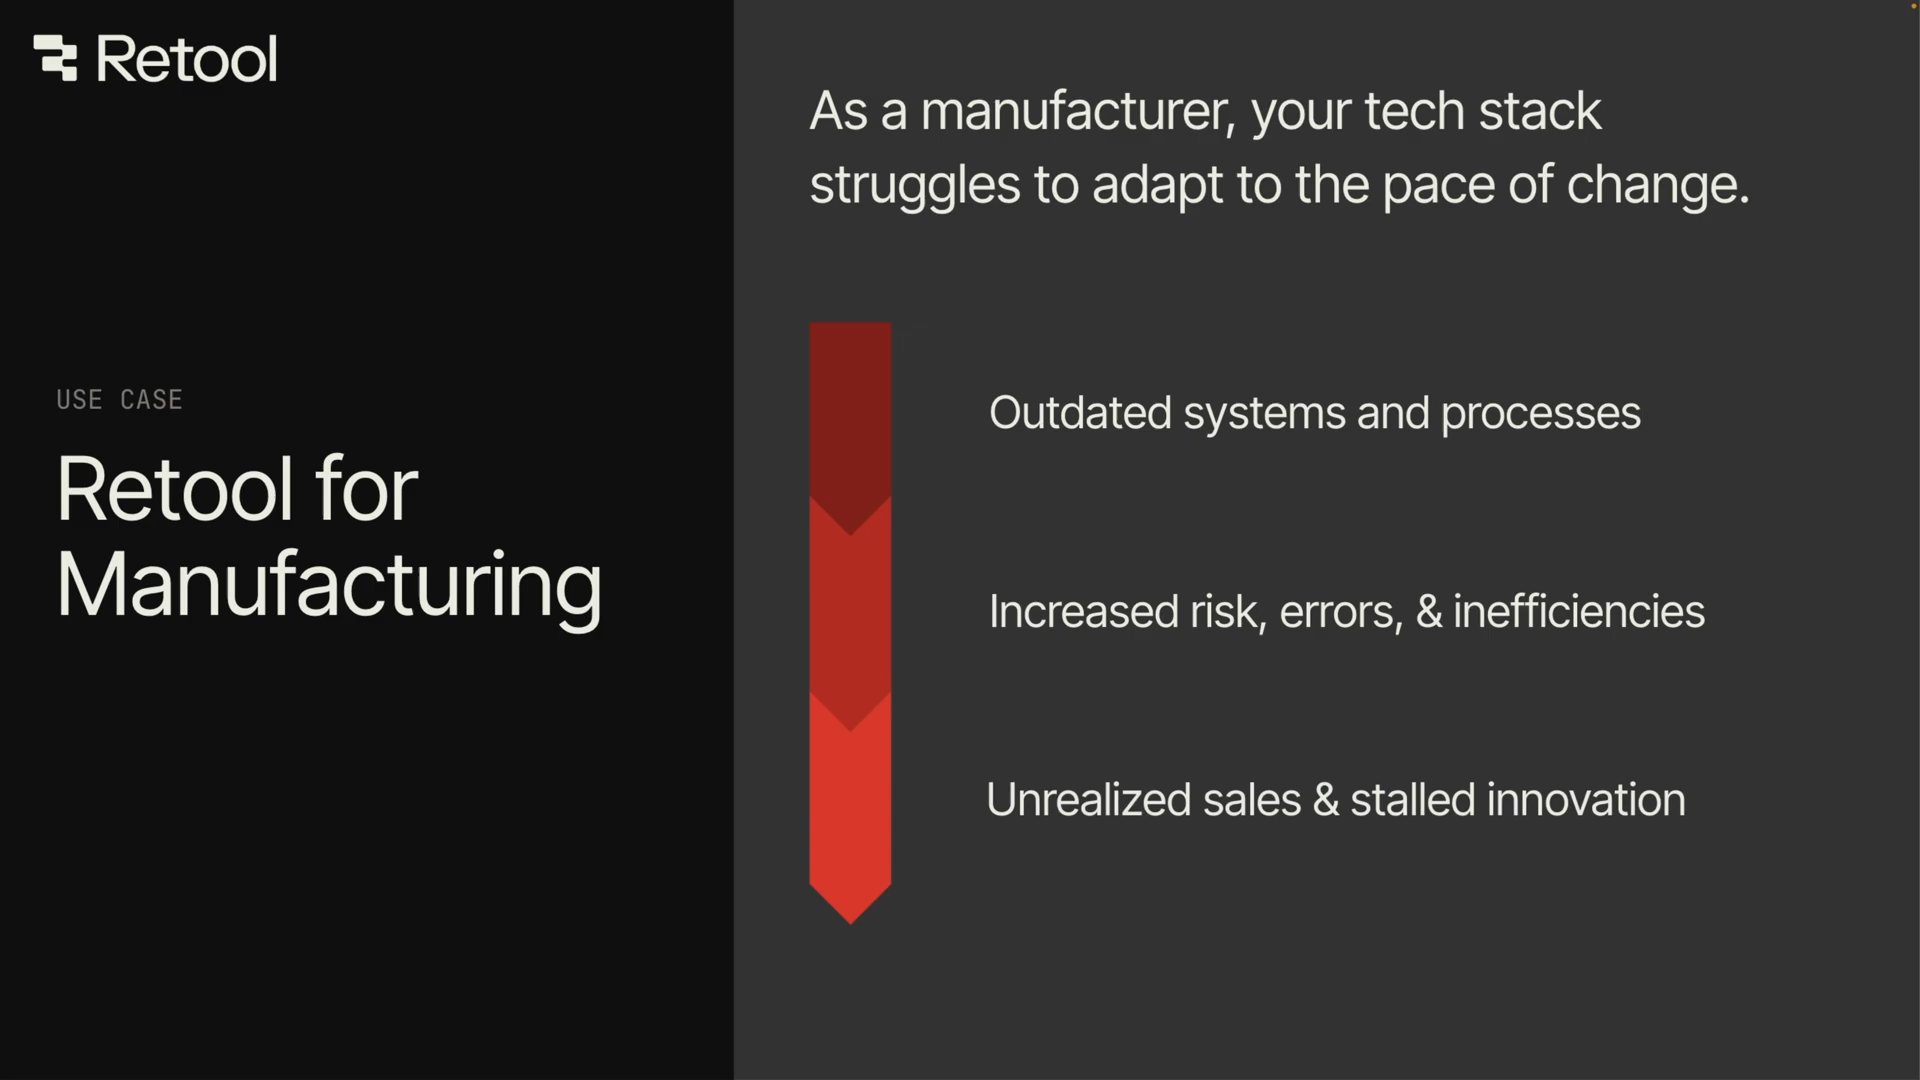 Retool
USE CASE
Retool for
Manufacturing
As a manufacturer, your tech stack
struggles to adapt to the pace of change.
Outdated systems and processes
Increased risk, errors, & inefficiencies
Unrealized sales & stalled innovation